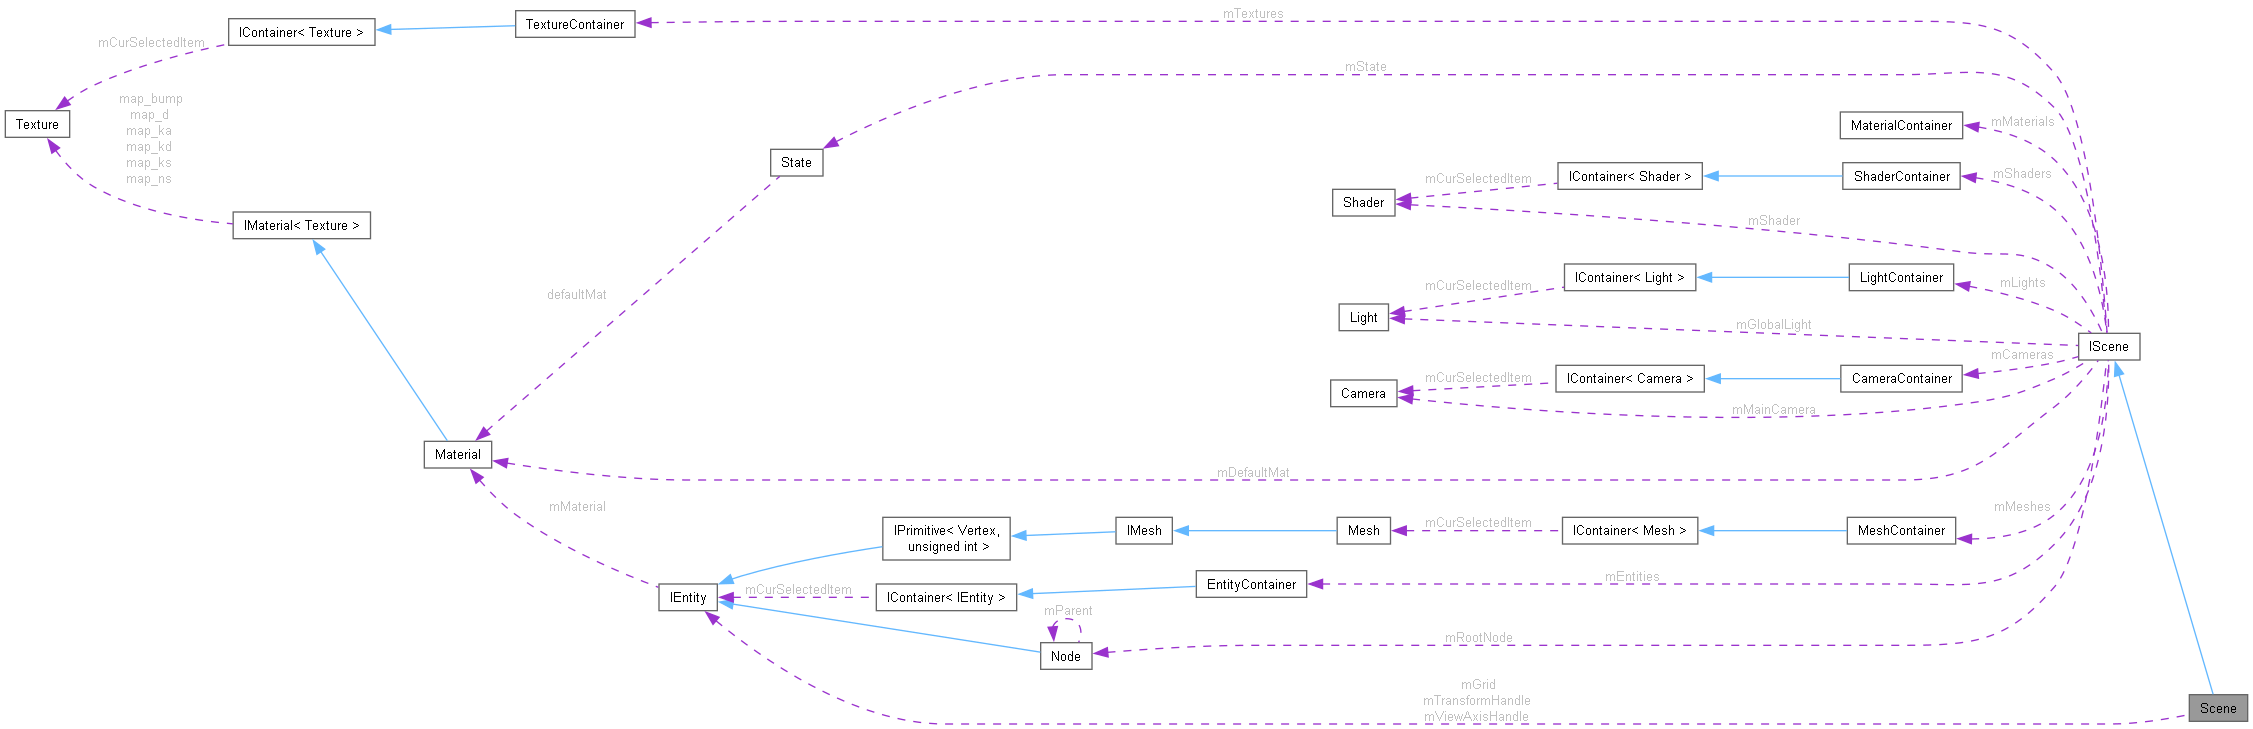 mTextures
TextureContainer
IContainer< Texture >
mCurSelectedItem
mState
map_bump
map_d
map_ka
map_kd
map_ks
map_ns
Texture
MaterialContainer
mMaterials
State
IContainer< Shader >
ShaderContainer
mShaders
mCurSelectedItem
Shader
mShader
IMaterial< Texture >
IContainer< Light >
LightContainer
mLights
mCurSelectedItem
defaultMat
Light
mGlobalLight
IScene
mCameras
IContainer< Camera >
CameraContainer
mCurSelectedItem
Camera
mMainCamera
Material
mDefaultMat
mMaterial
mMeshes
IPrimitive< Vertex,
unsigned int >
IMesh
Mesh
mCurSelectedItem
IContainer< Mesh >
MeshContainer
mEntities
EntityContainer
IEntity
mCurSelectedItem
IContainer< IEntity >
mParent
mRootNode
Node
mGrid
mTransformHandle
mViewAxisHandle
Scene